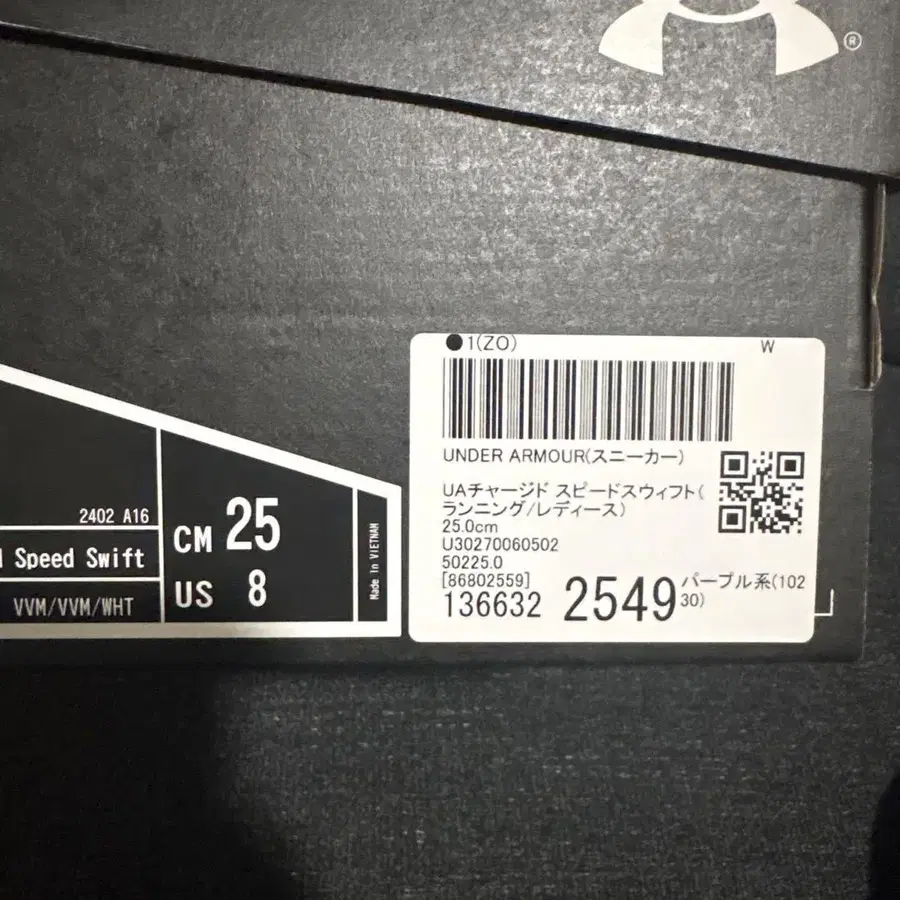 ®
2402 A16
Speed Swift
VVM/VVM/WHT
CM 25
US 8
Made in VIETNAM
●1(ZO) W
UNDER ARMOUR(スニーカー)
UAチャージド スピードスウィフト(
ランニング/レディース)
25.0cm
U30270060502
50225.0
[86802559]
136632 2549
パープル系(102
30)